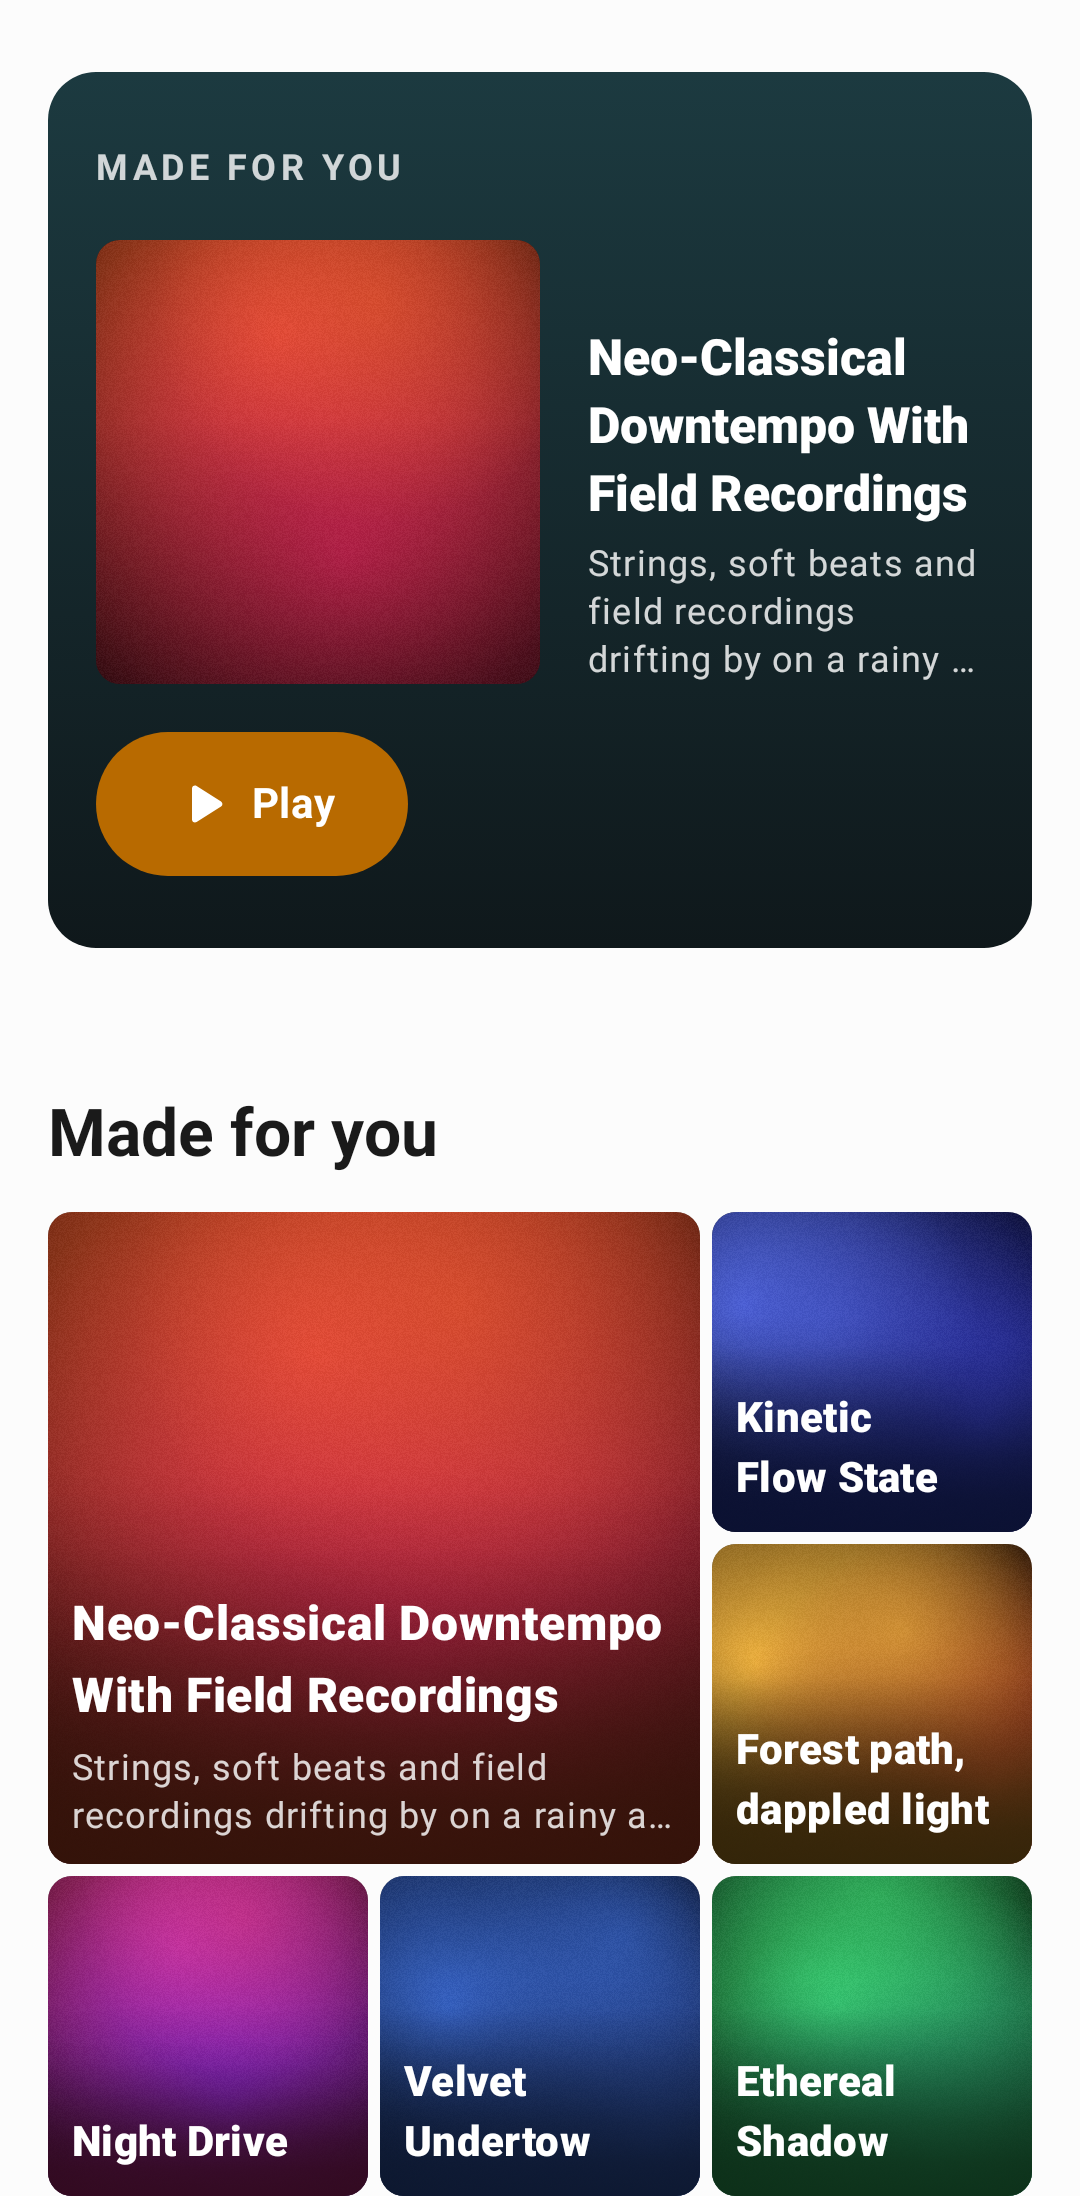 MADE FOR YOU
Neo-Classical
Downtempo With
Field Recordings
Strings, soft beats and
field recordings
drifting by on a rainy …
Play
Made for you
Neo-Classical Downtempo
With Field Recordings
Strings, soft beats and field
recordings drifting by on a rainy a…
Kinetic
Flow State
Forest path,
dappled light
Night Drive
Velvet
Undertow
Ethereal
Shadow